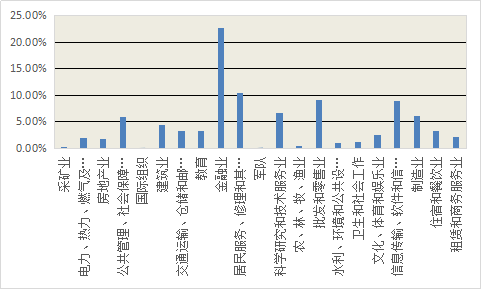 25.00%
20.00%
15.00%
10.00%
5.00%
0.00%
采矿业
电力、热力、燃气及…
房地产业
公共管理、社会保障…
国际组织
建筑业
交通运输、仓储和邮…
教育
金融业
居民服务、修理和其…
军队
科学研究和技术服务业
农、林、牧、渔业
批发和零售业
水利、环境和公共设…
卫生和社会工作
文化、体育和娱乐业
信息传输、软件和信…
制造业
住宿和餐饮业
租赁和商务服务业